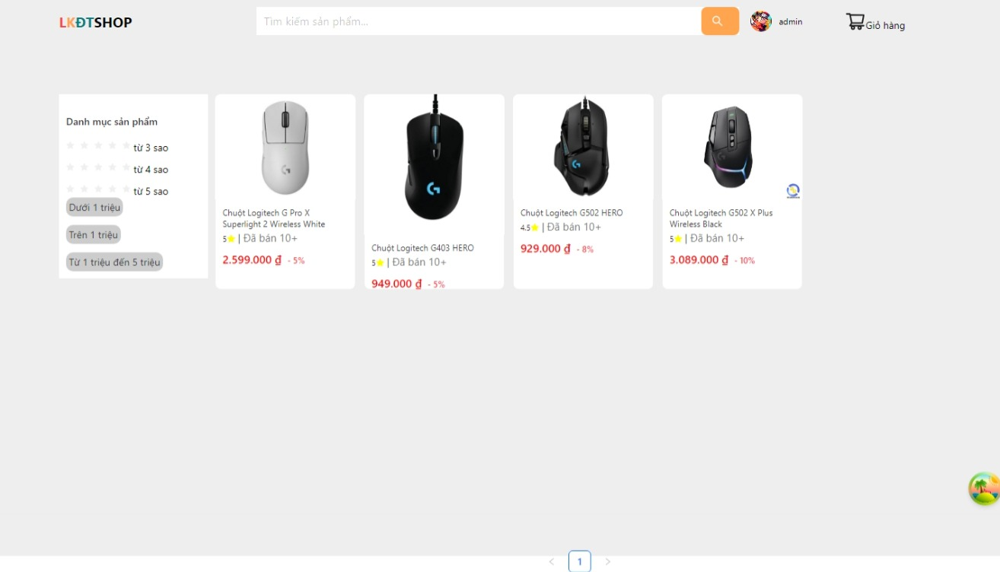 LKĐTSHOP
Tìm kiếm sản phẩm...
admin
Giỏ hàng
Danh mục sản phẩm
từ 3 sao
từ 4 sao
từ 5 sao
Dưới 1 triệu
Trên 1 triệu
Từ 1 triệu đến 5 triệu
Chuột Logitech G Pro X
Superlight 2 Wireless White
5 | Đã bán 10+
2.599.000 ₫ - 5%
Chuột Logitech G403 HERO
5 | Đã bán 10+
949.000 ₫ - 5%
Chuột Logitech G502 HERO
4.5 | Đã bán 10+
929.000 ₫ - 8%
Chuột Logitech G502 X Plus
Wireless Black
5 | Đã bán 10+
3.089.000 ₫ - 10%
1